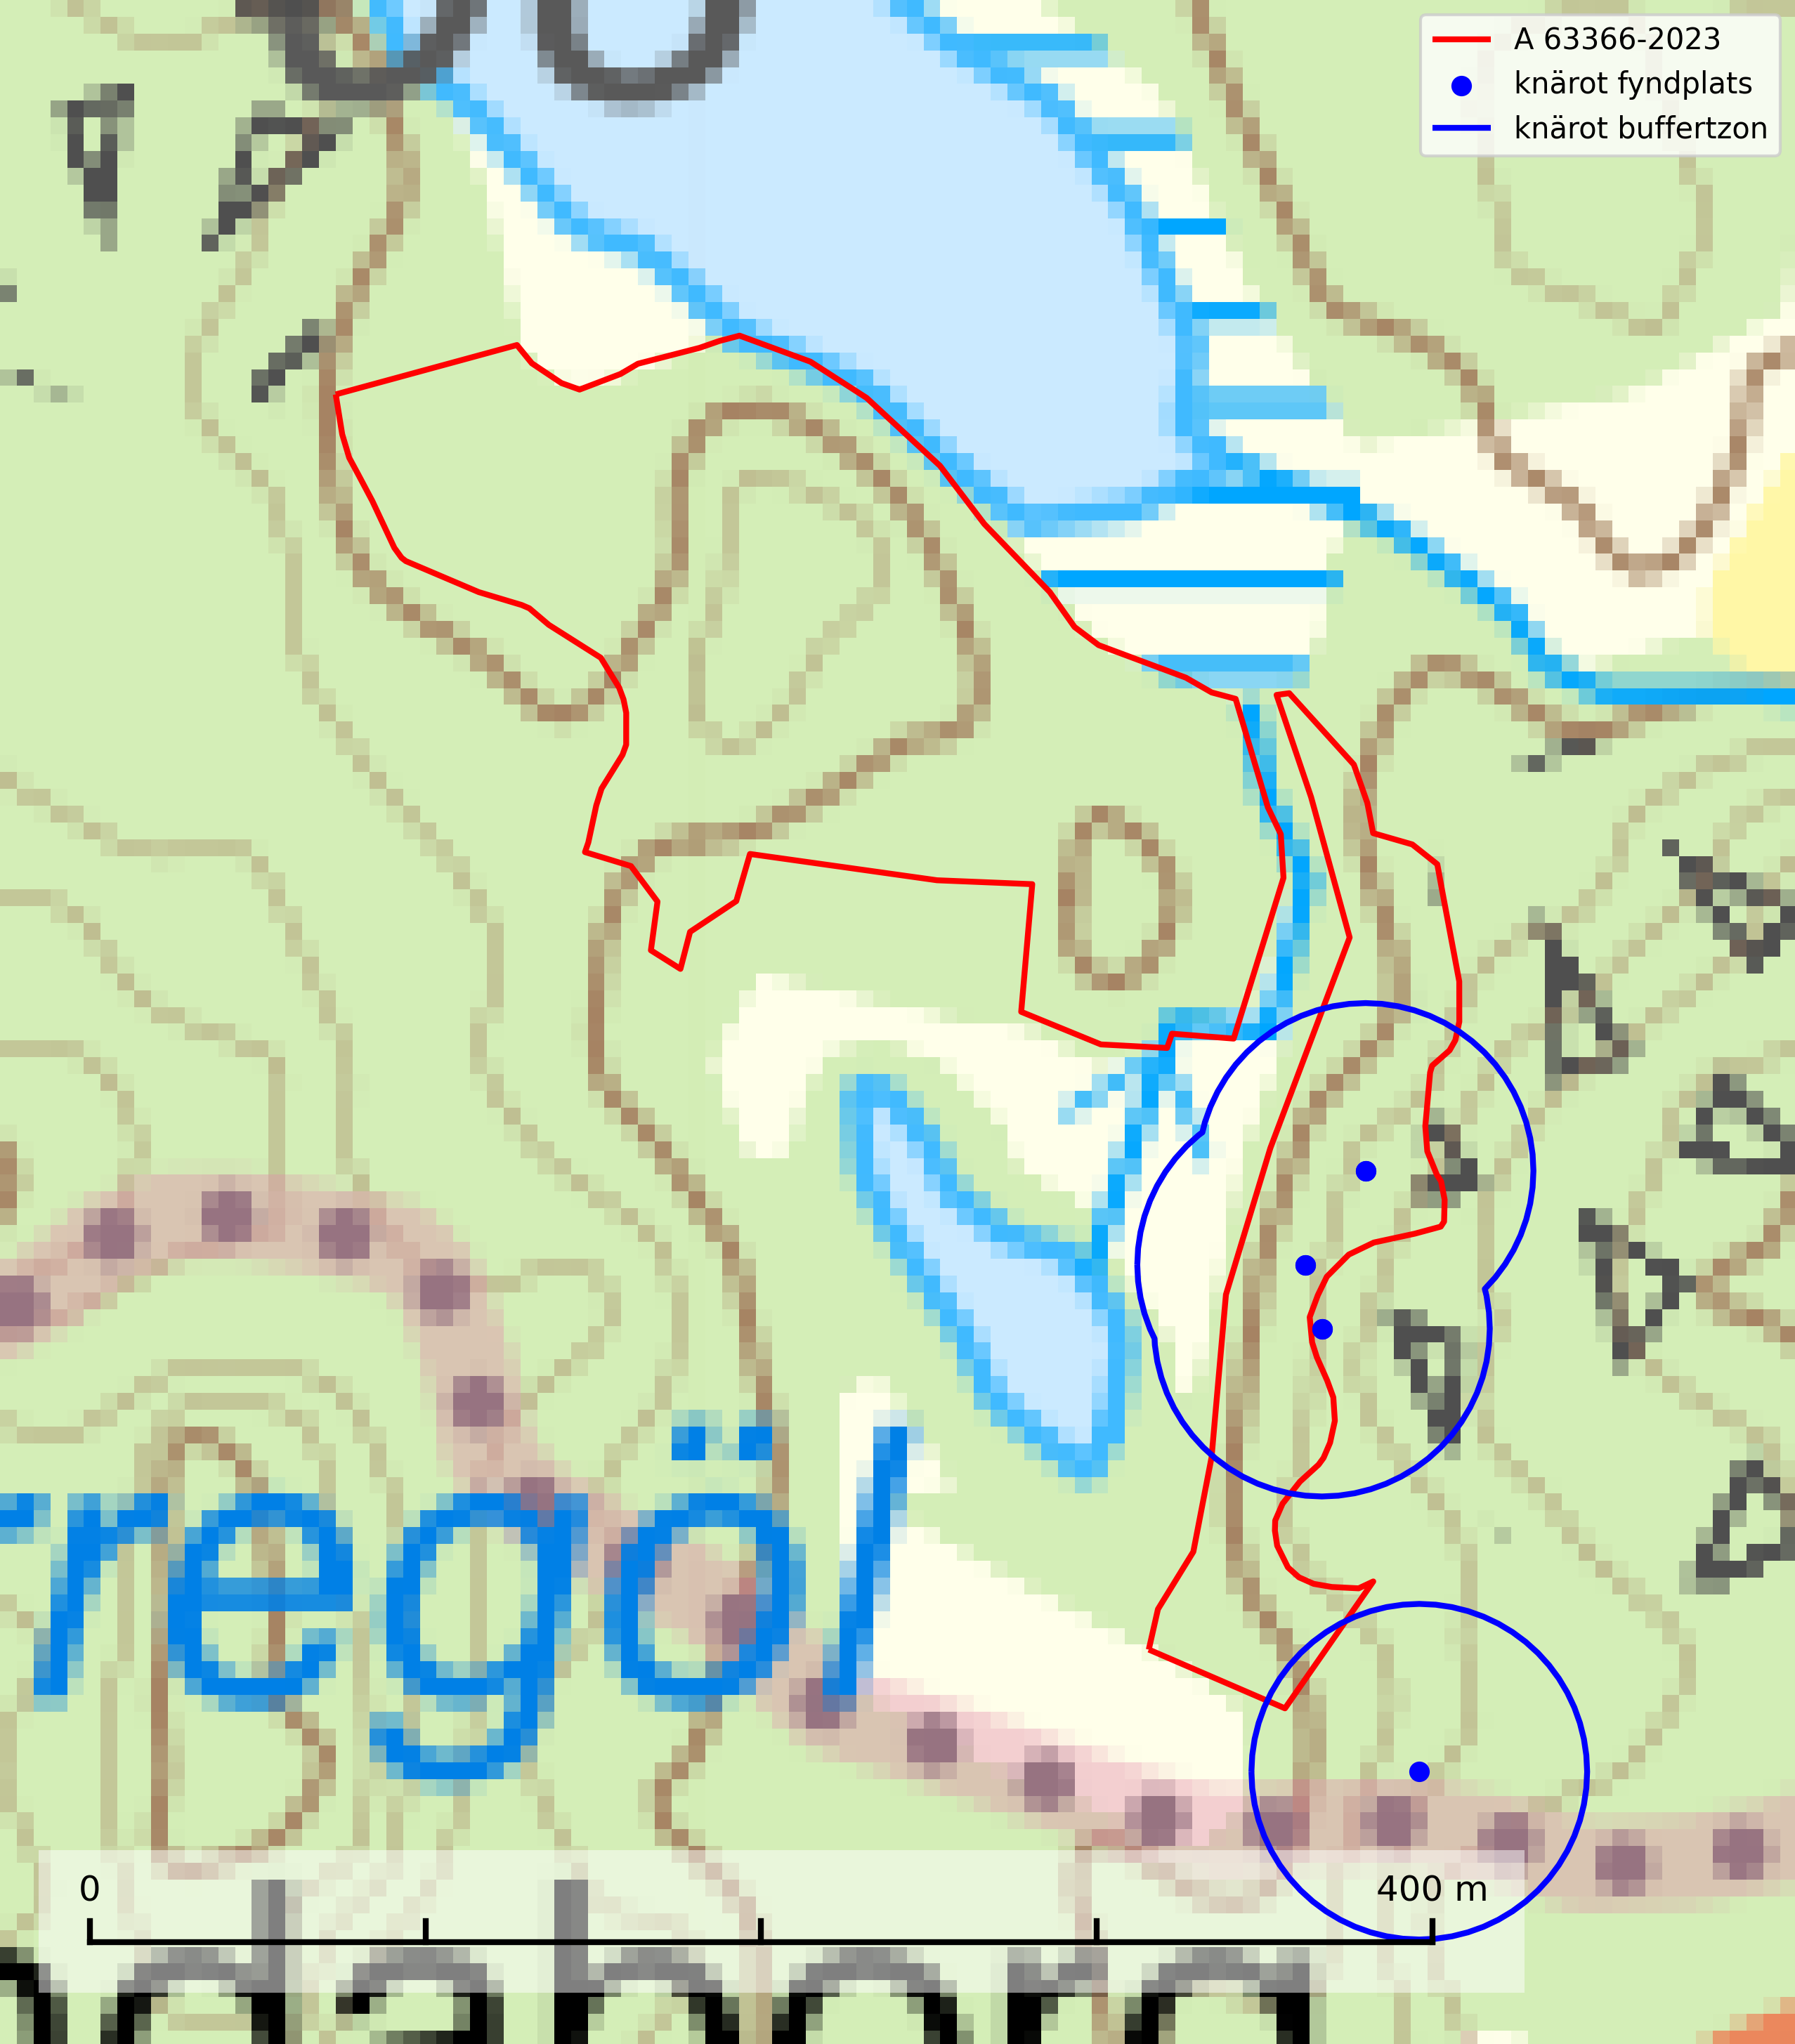 A 63366-2023
knärot fyndplats
knärot buffertzon
regöl
0 400 m